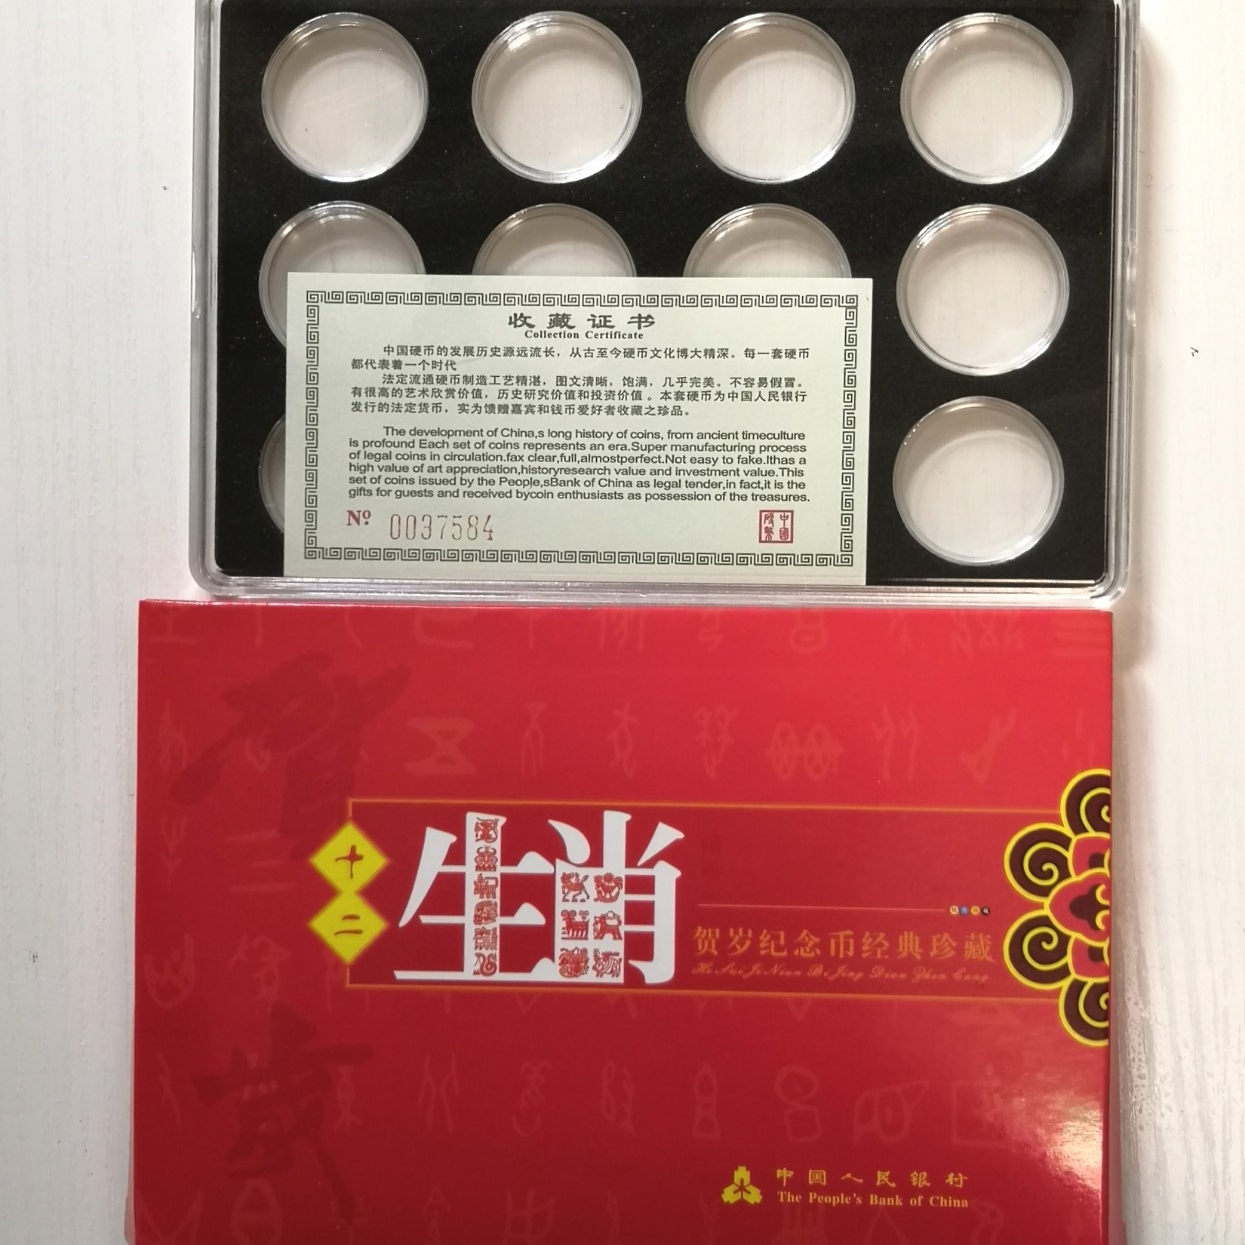 收藏证书
Collection Certificate
中国硬币的发展历史源远流长，从古至今硬币文化博大精深。每一套硬币
都代表着一个时代
法定流通硬币制造工艺精湛，图文清晰，饱满，几乎完美。不容易假冒。
有很高的艺术欣赏价值，历史研究价值和投资价值。本套硬币为中国人民银行
发行的法定货币，实为馈赠嘉宾和钱币爱好者收藏之珍品。
The development of China,s long history of coins, from ancient timeculture
is profound Each set of coins represents an era.Super manufacturing process
of legal coins in circulation.fax clear,full,almostperfect.Not easy to fake.Ithas a
high value of art appreciation,historyresearch value and investment value.This
set of coins issued by the People,sBank of China as legal tender,in fact,it is the
gifts for guests and received bycoin enthusiasts as possession of the treasures.
Nº 0037584
十二
生肖
贺岁纪念币经典珍藏
He Sui Ji Nian Bi Jing Dian Zhen Cang
賀
歲
中国人民银行
The People's Bank of China